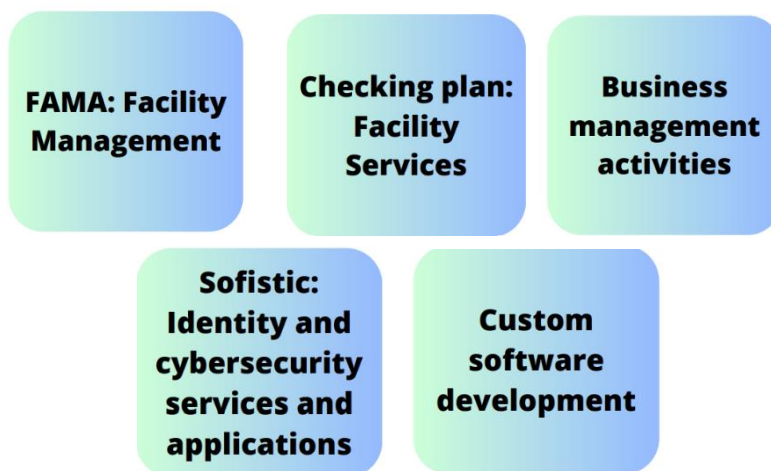 FAMA: Facility
Management
Checking plan:
Facility
Services
Business
management
activities
Sofistic:
Identity and
cybersecurity
services and
applications
Custom
software
development